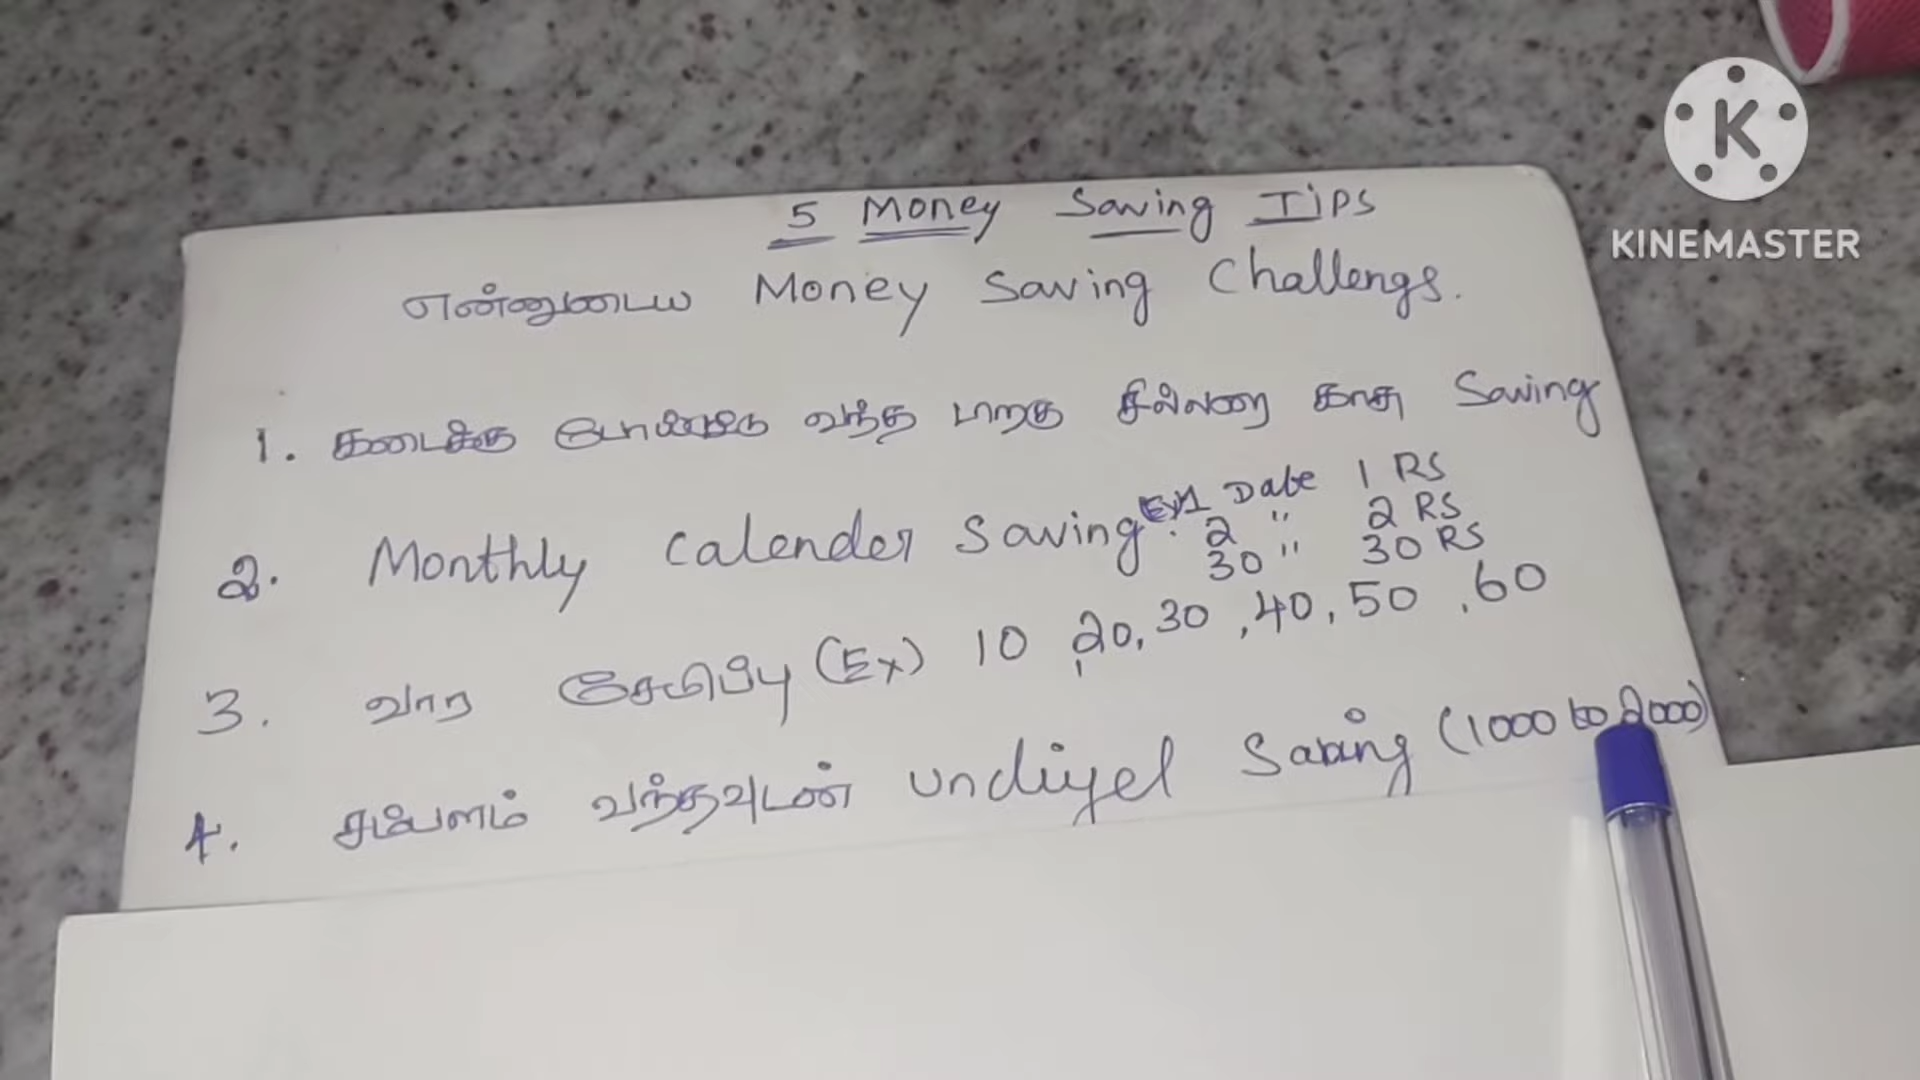 5 Money Saving Tips
என்னுடைய Money Saving Challengs.
1. கடைக்கு போய்ட்டு வந்த பாறகு சில்லறை காசு Saving
2. Monthly Calender Saving. Ex 1 Date 1 RS
2 " 2 RS
30 " 30 RS
3. வார சேமிப்பு (Ex) 10, 20, 30, 40, 50, 60
4. சம்பளம் வந்தவுடன் undiyel Saving (1000 to 2000)
K
KINEMASTER